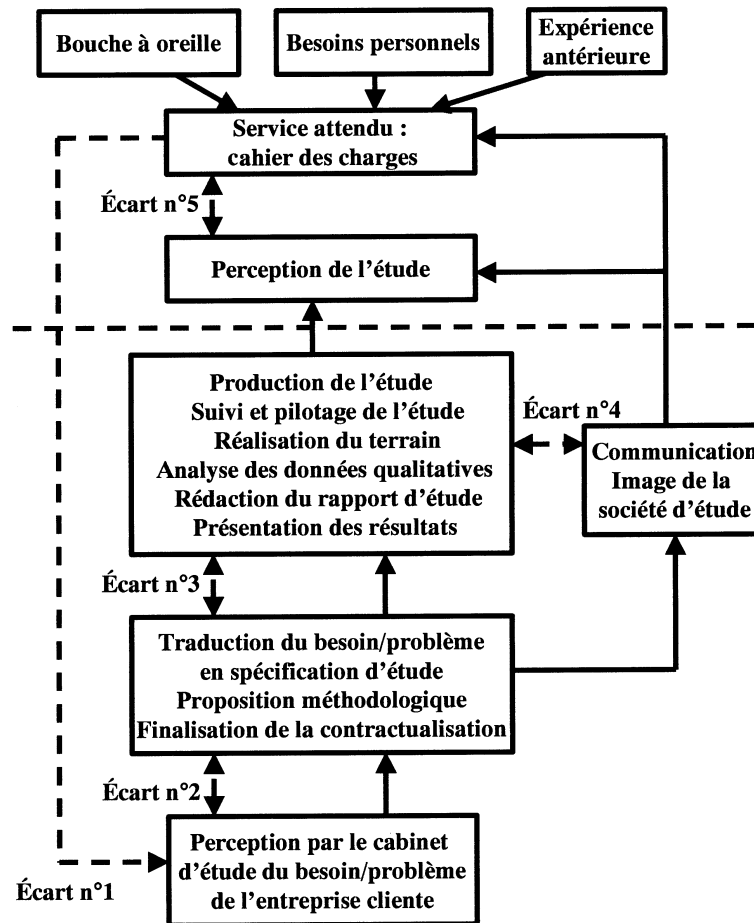 Bouche à oreille
Besoins personnels
Expérience
antérieure
Service attendu :
cahier des charges
Écart n°5
Perception de l'étude
Production de l'étude
Suivi et pilotage de l'étude
Réalisation du terrain
Analyse des données qualitatives
Rédaction du rapport d'étude
Présentation des résultats
Écart n°4
Communication
Image de la
société d'étude
Écart n°3
Traduction du besoin/problème
en spécification d'étude
Proposition méthodologique
Finalisation de la contractualisation
Écart n°2
Perception par le cabinet
d'étude du besoin/problème
de l'entreprise cliente
Écart n°1